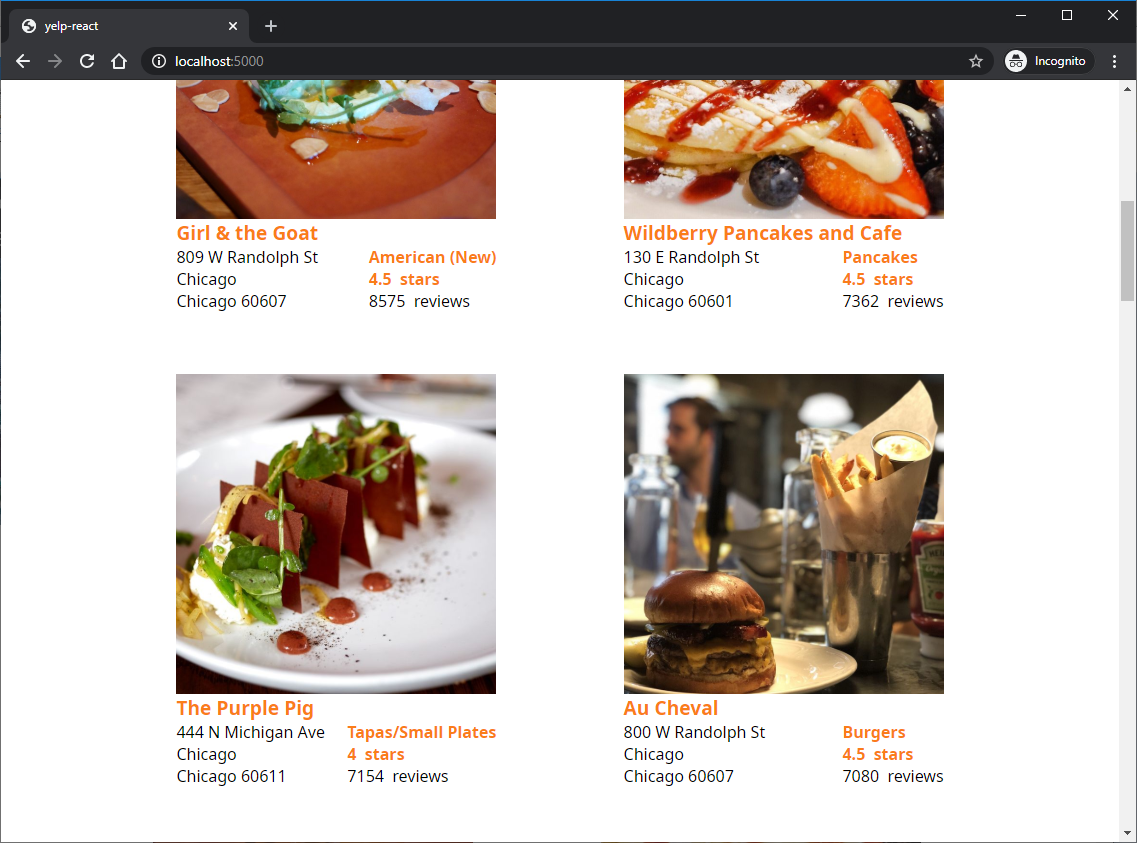 yelp-react
localhost:5000
Incognito
Girl & the Goat
809 W Randolph St
Chicago
Chicago 60607
American (New)
4.5 stars
8575 reviews
Wildberry Pancakes and Cafe
130 E Randolph St
Chicago
Chicago 60601
Pancakes
4.5 stars
7362 reviews
The Purple Pig
444 N Michigan Ave
Chicago
Chicago 60611
Tapas/Small Plates
4 stars
7154 reviews
Au Cheval
800 W Randolph St
Chicago
Chicago 60607
Burgers
4.5 stars
7080 reviews